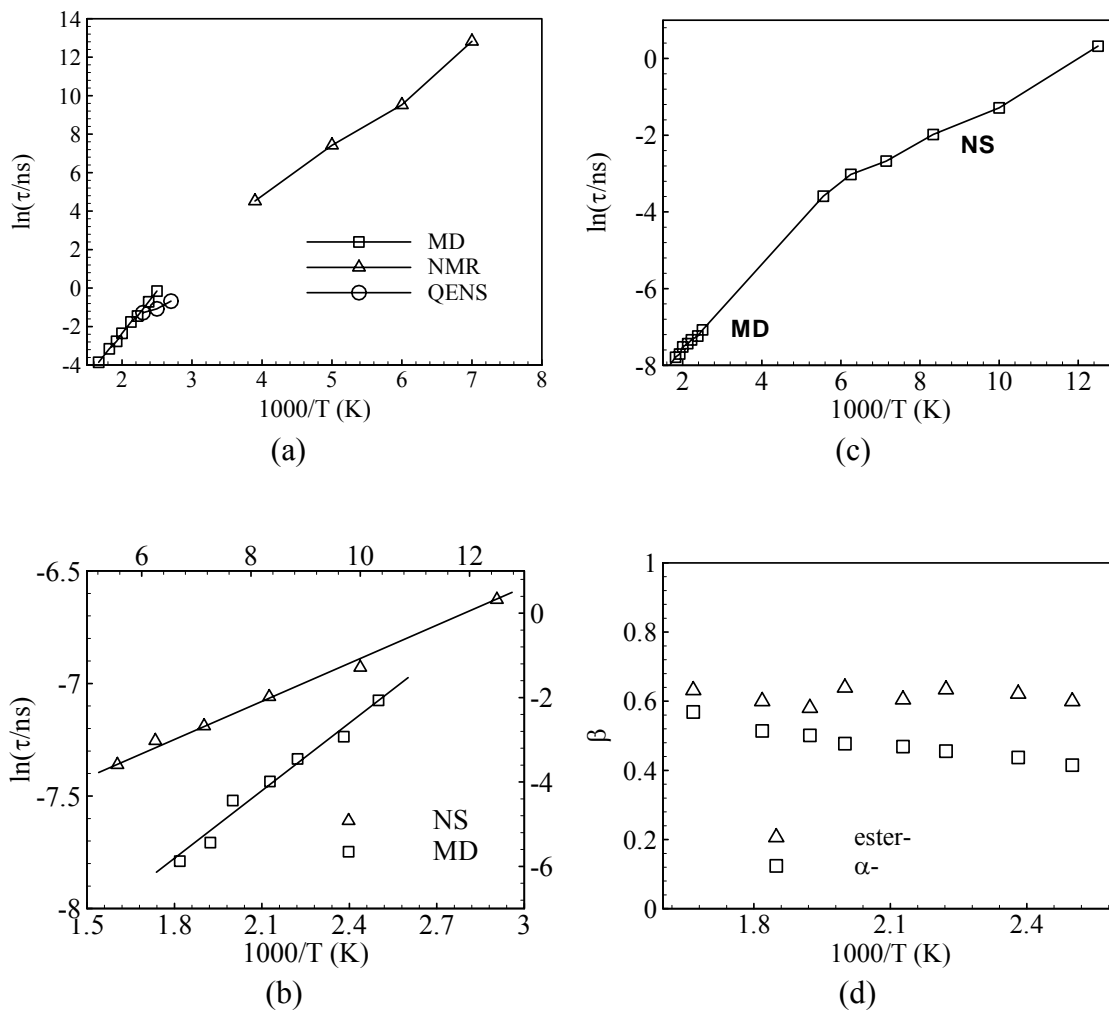 14
12
10
8
6
4
2
0
-2
-4
ln(τ/ns)
MD
NMR
QENS
2 3 4 5 6 7 8
1000/T (K)
(a)
0
-2
-4
-6
-8
ln(τ/ns)
NS
MD
2 4 6 8 10 12
1000/T (K)
(c)
6 8 10 12
-6.5
-7
-7.5
-8
ln(τ/ns)
0
-2
-4
-6
NS
MD
1.5 1.8 2.1 2.4 2.7 3
1000/T (K)
(b)
1
0.8
0.6
0.4
0.2
0
β
ester-
α-
1.8 2.1 2.4
1000/T (K)
(d)